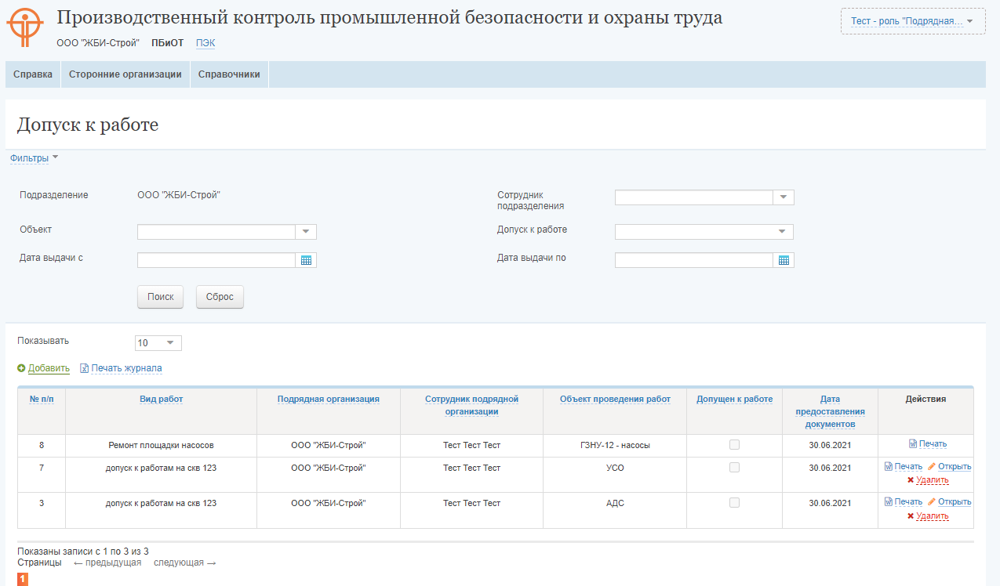 Производственный контроль промышленной безопасности и охраны труда
Тест - роль "Подрядная...
ООО "ЖБИ-Строй" ПБиОТ ПЭК
Справка Сторонние организации Справочники
Допуск к работе
Фильтры
Подразделение ООО "ЖБИ-Строй" Сотрудник
подразделения
Объект Допуск к работе
Дата выдачи с Дата выдачи по
Поиск Сброс
Показывать 10
Добавить Печать журнала
№ п/п Вид работ Подрядная организация Сотрудник подрядной Объект проведения работ Допущен к работе Дата Действия
организации предоставления
документов
8 Ремонт площадки насосов ООО "ЖБИ-Строй" Тест Тест Тест ГЗНУ-12 - насосы 30.06.2021 Печать
7 допуск к работам на скв 123 ООО "ЖБИ-Строй" Тест Тест Тест УСО 30.06.2021 Печать Открыть
Удалить
3 допуск к работам на скв 123 ООО "ЖБИ-Строй" Тест Тест Тест АДС 30.06.2021 Печать Открыть
Удалить
Показаны записи с 1 по 3 из 3
Страницы ← предыдущая следующая →
1